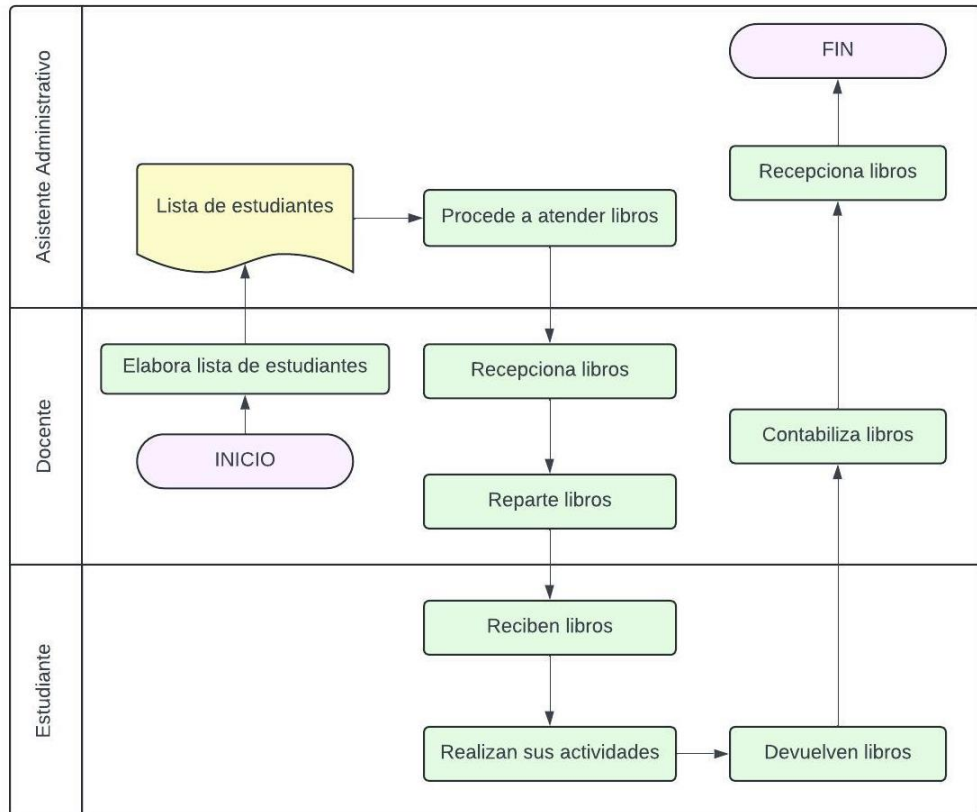 Asistente Administrativo
FIN
Recepciona libros
Lista de estudiantes
Procede a atender libros
Docente
Elabora lista de estudiantes
Recepciona libros
INICIO
Contabiliza libros
Reparte libros
Estudiante
Reciben libros
Realizan sus actividades
Devuelven libros